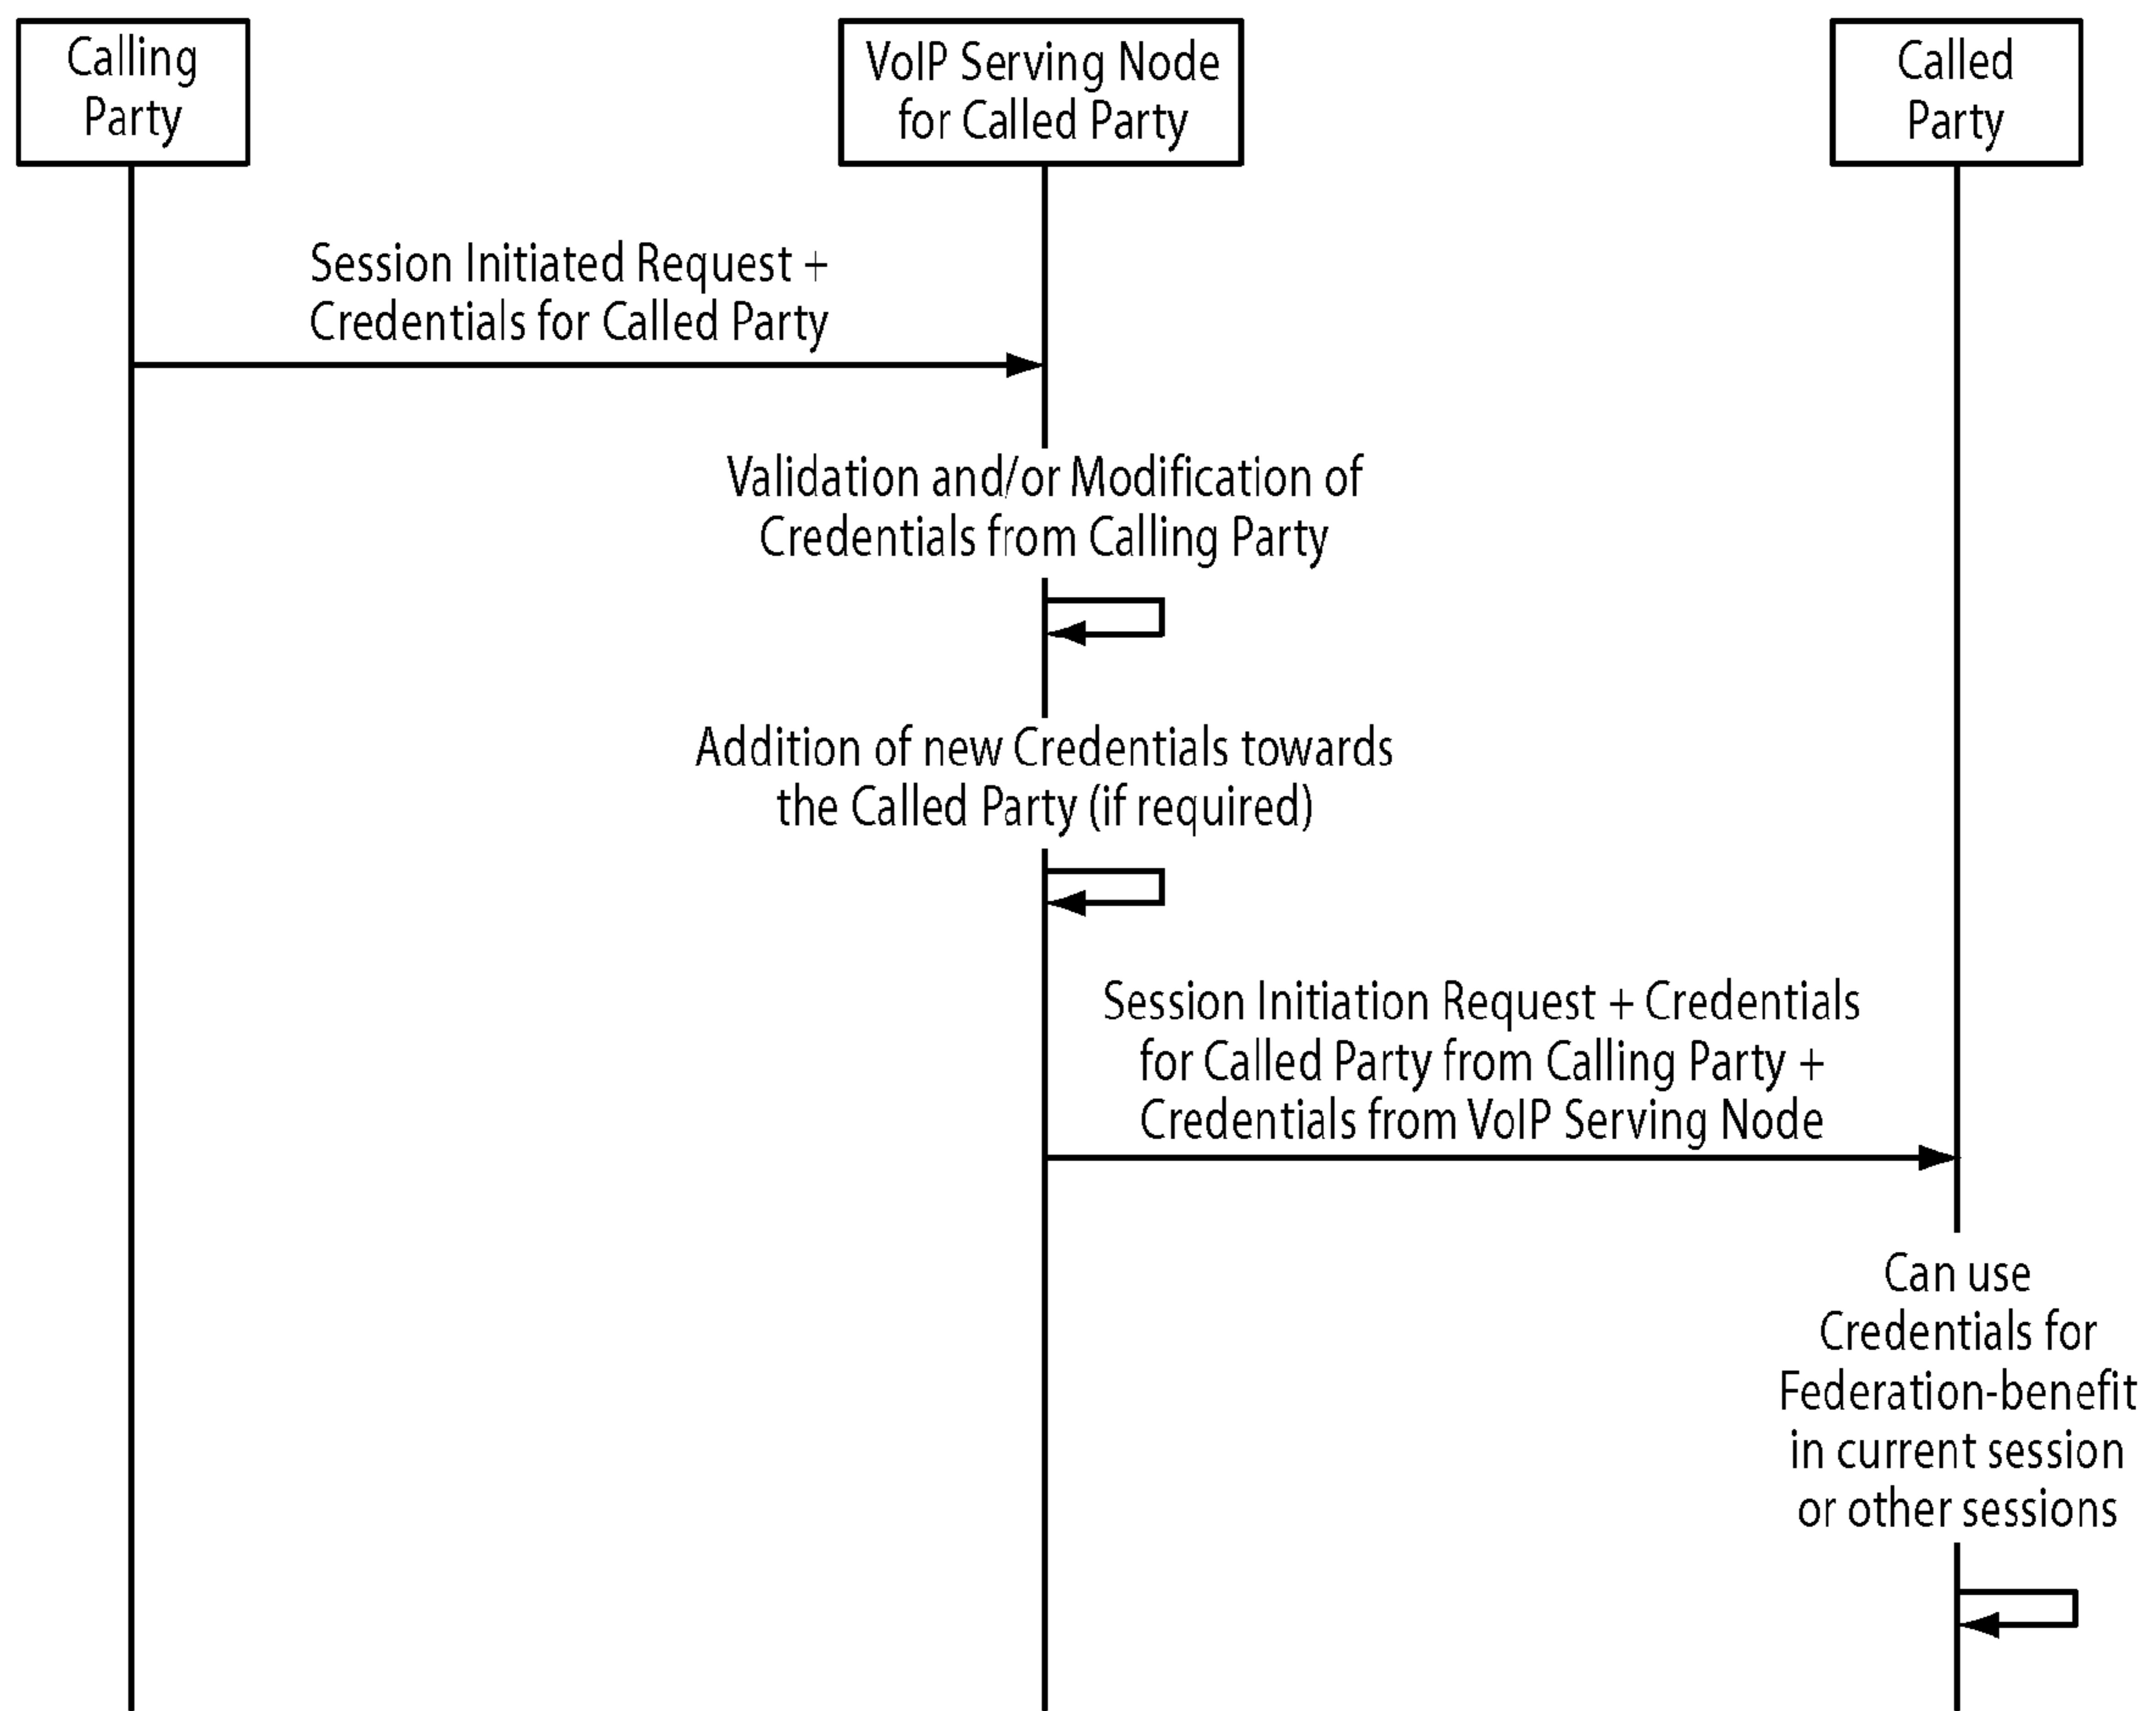 Calling
Party
VoIP Serving Node
for Called Party
Called
Party
Session Initiated Request +
Credentials for Called Party
Validation and/or Modification of
Credentials from Calling Party
Addition of new Credentials towards
the Called Party (if required)
Session Initiation Request + Credentials
for Called Party from Calling Party +
Credentials from VoIP Serving Node
Can use
Credentials for
Federation-benefit
in current session
or other sessions